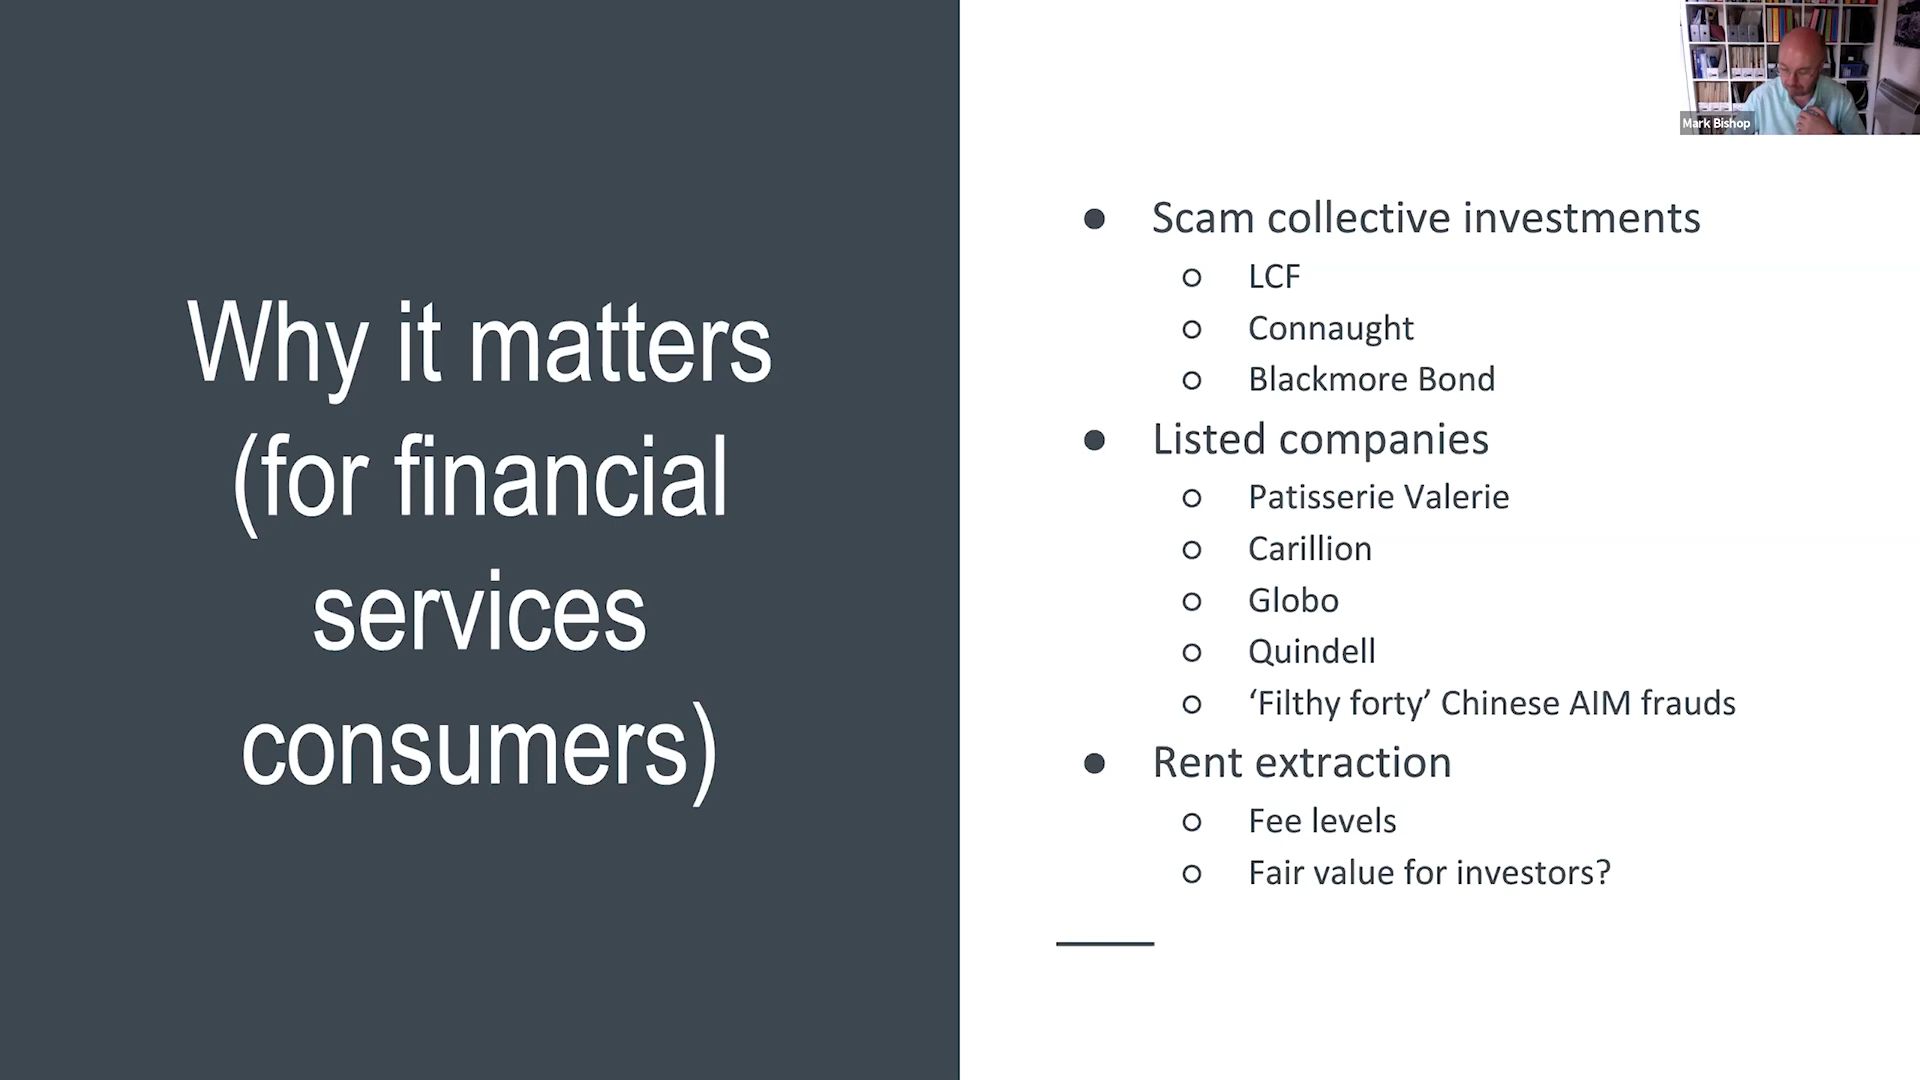 Mark Bishop
Why it matters
(for financial
services
consumers)
● Scam collective investments
○ LCF
○ Connaught
○ Blackmore Bond
● Listed companies
○ Patisserie Valerie
○ Carillion
○ Globo
○ Quindell
○ ‘Filthy forty’ Chinese AIM frauds
● Rent extraction
○ Fee levels
○ Fair value for investors?